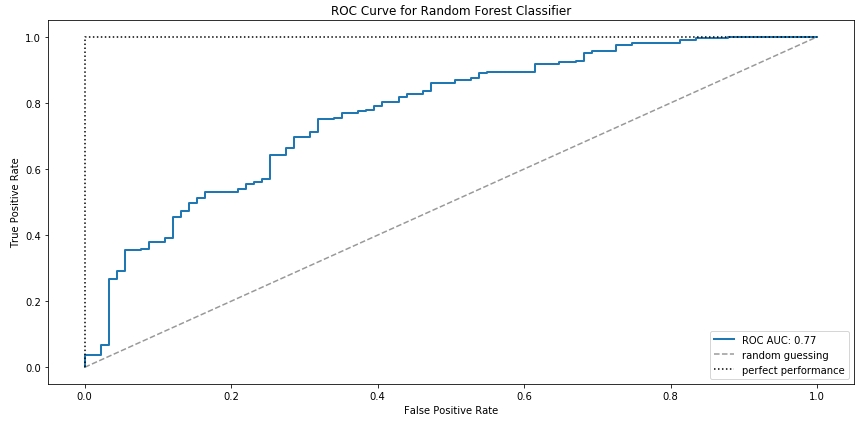 ROC Curve for Random Forest Classifier
True Positive Rate
1.0
0.8
0.6
0.4
0.2
0.0
0.0 0.2 0.4 0.6 0.8 1.0
False Positive Rate
ROC AUC: 0.77
random guessing
perfect performance